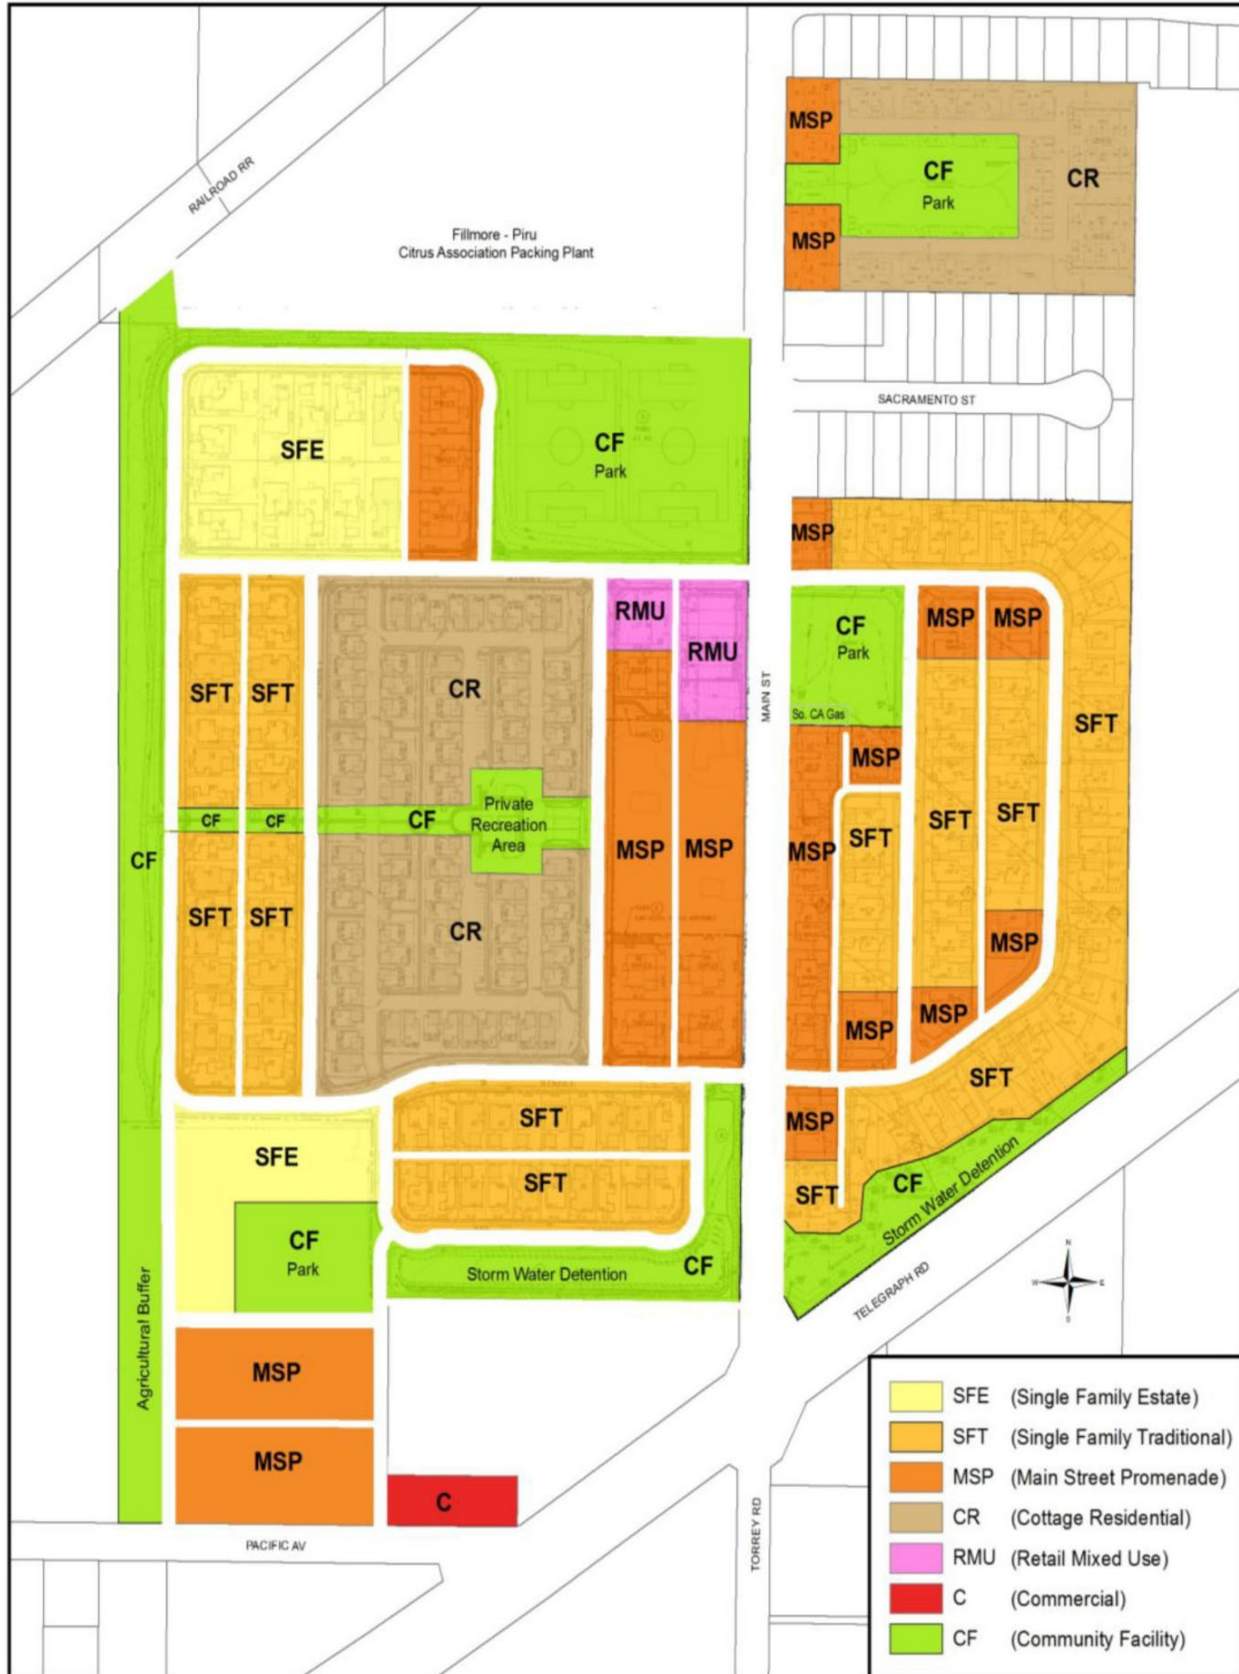 RAILROAD RR
Fillmore - Piru
Citrus Association Packing Plant
MSP
CF
Park
CR
MSP
SACRAMENTO ST
SFE
CF
Park
MSP
RMU
RMU
MAIN ST
CF
Park
So. CA Gas
MSP
MSP
SFT
SFT
CR
SFT
MSP
CF
CF
CF
Private
Recreation
Area
MSP
MSP
MSP
SFT
SFT
SFT
CF
SFT
SFT
CR
MSP
MSP
MSP
SFT
SFT
MSP
SFE
SFT
SFT
CF
Storm Water Detention
CF
Park
Storm Water Detention
CF
TELEGRAPH RD
N
W
E
S
Agricultural Buffer
MSP
MSP
C
PACIFIC AV
TORREY RD
SFE (Single Family Estate)
SFT (Single Family Traditional)
MSP (Main Street Promenade)
CR (Cottage Residential)
RMU (Retail Mixed Use)
C (Commercial)
CF (Community Facility)